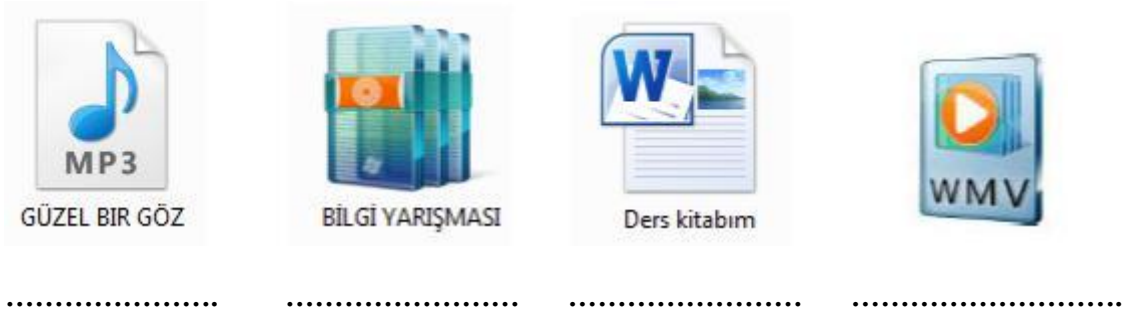 MP3
GÜZEL BIR GÖZ
BİLGİ YARIŞMASI
W
Ders kitabım
WMV
………………….
……………………
……………………
……………………….